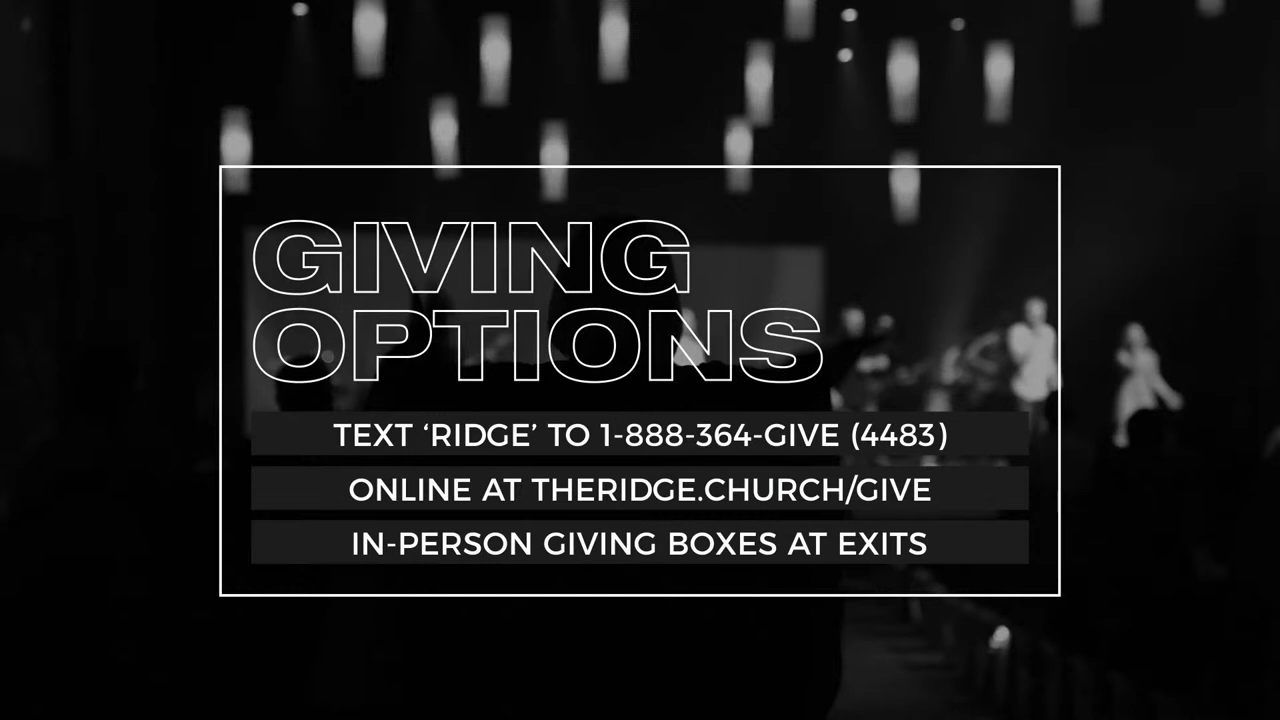 GIVING
OPTIONS
TEXT ‘RIDGE’ TO 1-888-364-GIVE (4483)
ONLINE AT THERIDGE.CHURCH/GIVE
IN-PERSON GIVING BOXES AT EXITS